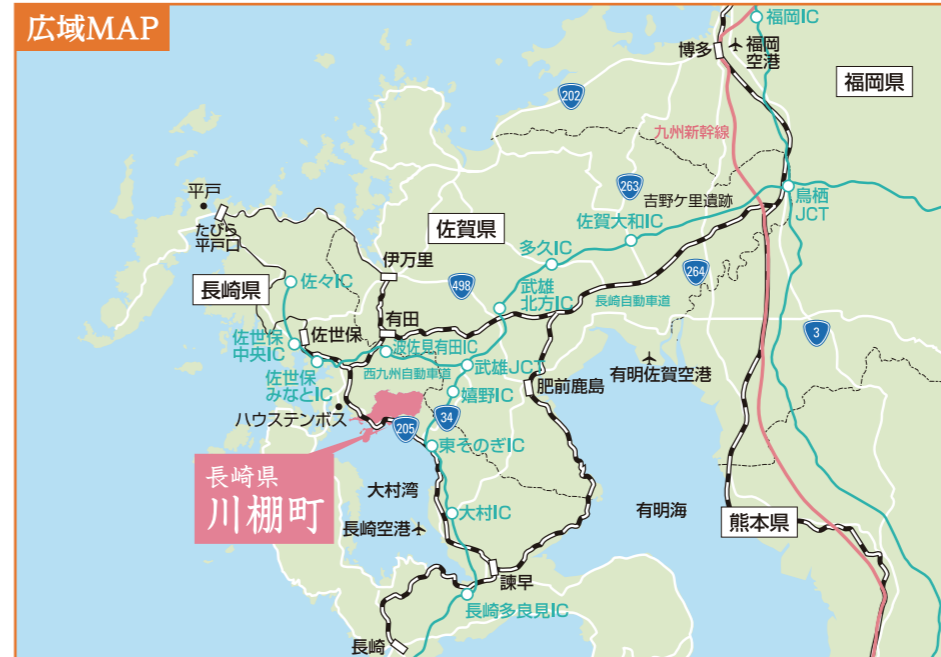 広域MAP
福岡IC
博多
福岡
空港
福岡県
202
九州新幹線
263
吉野ケ里遺跡
鳥栖
JCT
平戸
たびら
平戸口
佐賀県
佐賀大和IC
多久IC
伊万里
264
498
長崎自動車道
武雄
北方IC
長崎県
佐々IC
佐世保
有田
3
佐世保
中央IC
波佐見有田IC
西九州自動車道
武雄JCT
有明佐賀空港
佐世保
みなとIC
肥前鹿島
嬉野IC
ハウステンボス
34
205
東そのぎIC
長崎県
川棚町
大村湾
大村IC
有明海
長崎空港
熊本県
諫早
長崎多良見IC
長崎